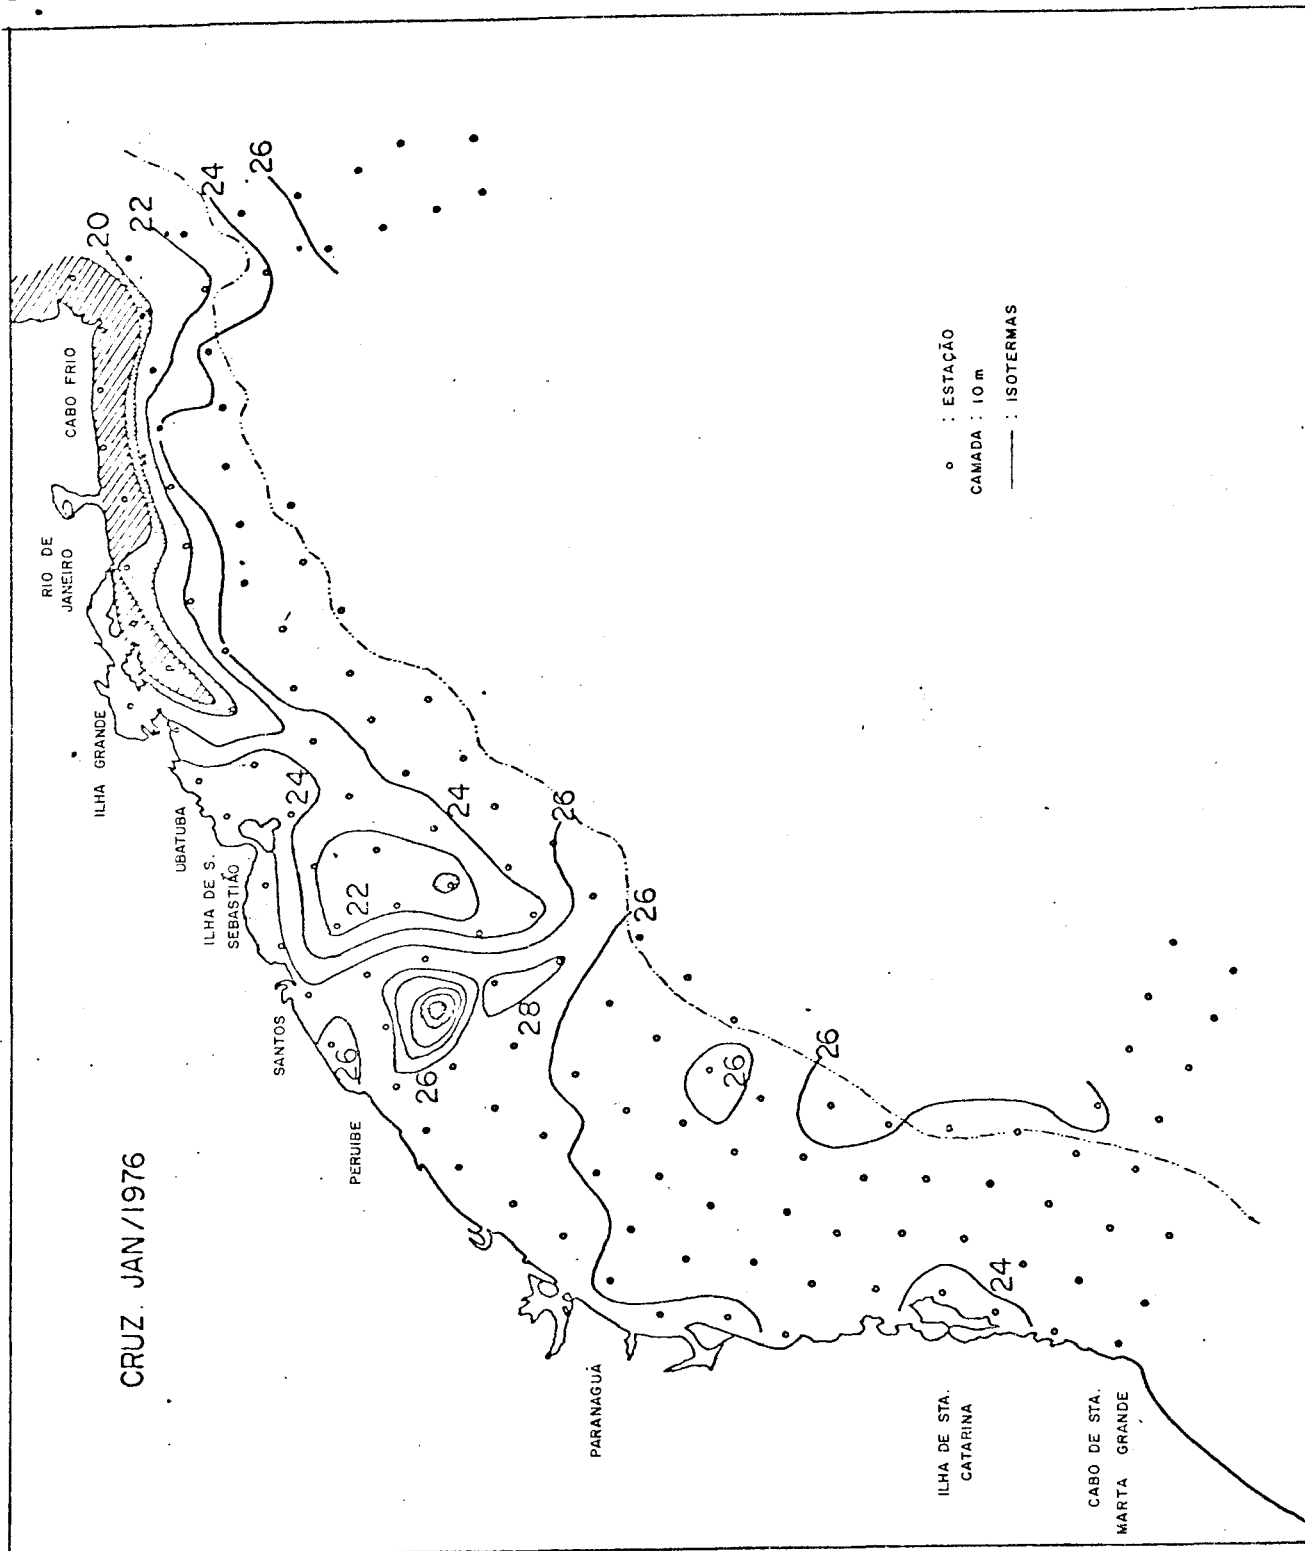 CRUZ. JAN/1976
CABO FRIO
RIO DE
JANEIRO
ILHA GRANDE
UBATUBA
ILHA DE S.
SEBASTIÃO
SANTOS
PERUIBE
PARANAGUÁ
ILHA DE STA.
CATARINA
CABO DE STA.
MARTA GRANDE
20
22
24
26
24
24
22
26
26
28
26
26
26
26
24
○ : ESTAÇÃO
CAMADA : 10 m
—— : ISOTERMAS